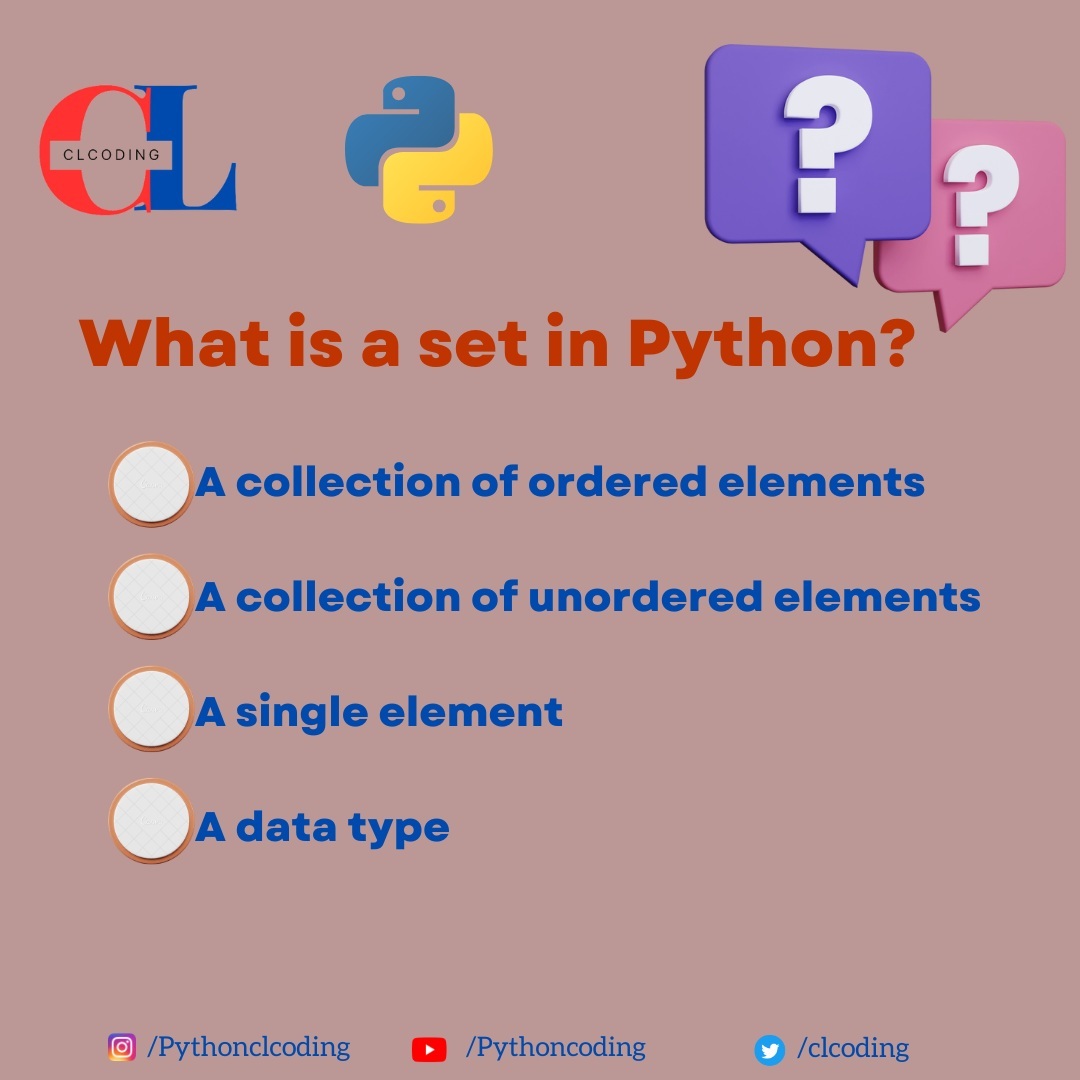 CL
CLCODING
? ?
What is a set in Python?
A collection of ordered elements
A collection of unordered elements
A single element
A data type
/Pythonclcoding /Pythoncoding /clcoding